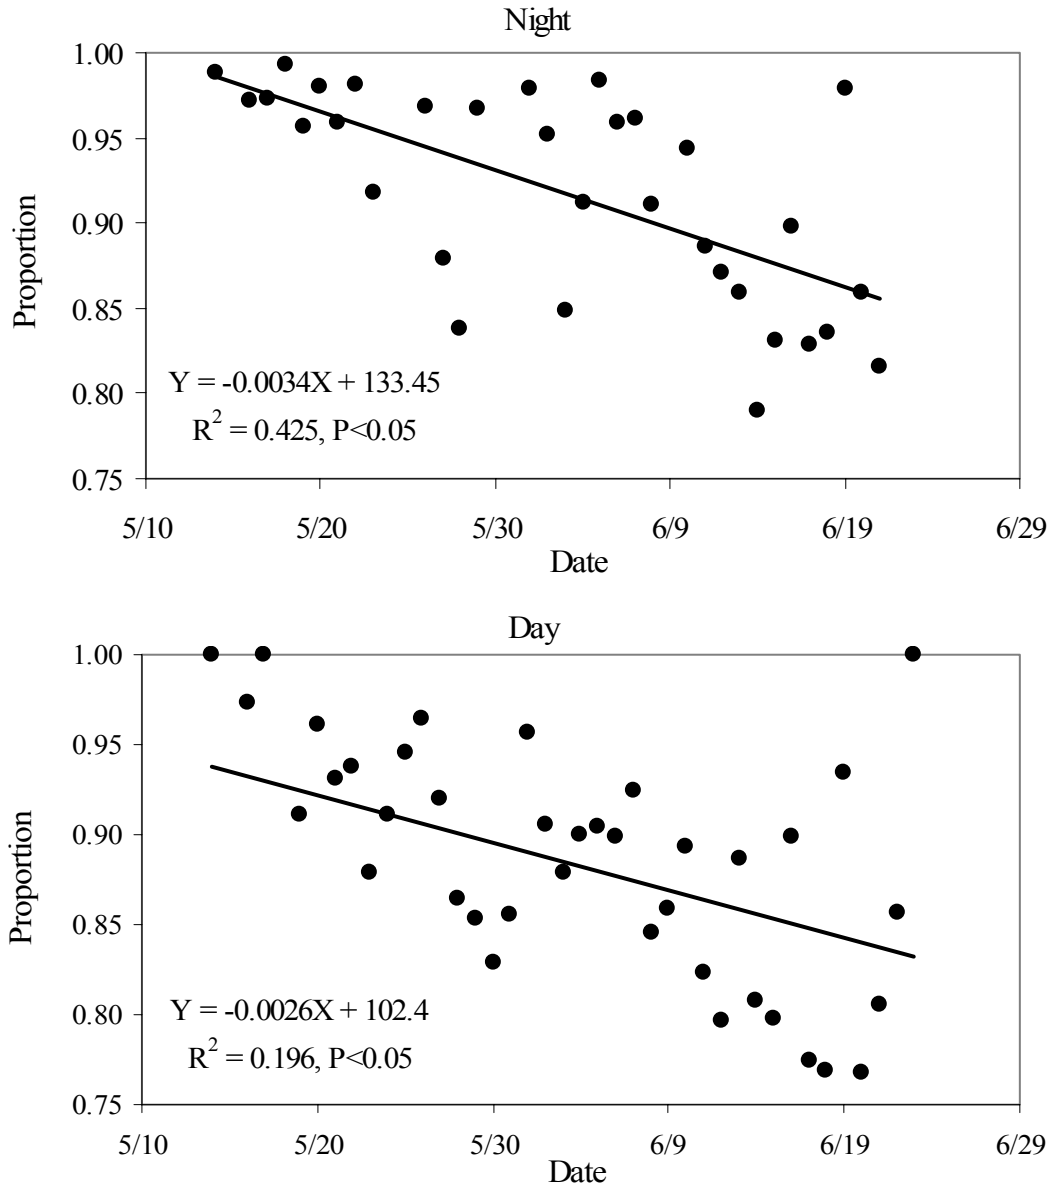 Night
1.00
0.95
0.90
0.85
0.80
0.75
Proportion
Y = -0.0034X + 133.45
R² = 0.425, P<0.05
5/10 5/20 5/30 6/9 6/19 6/29
Date
Day
1.00
0.95
0.90
0.85
0.80
0.75
Proportion
Y = -0.0026X + 102.4
R² = 0.196, P<0.05
5/10 5/20 5/30 6/9 6/19 6/29
Date